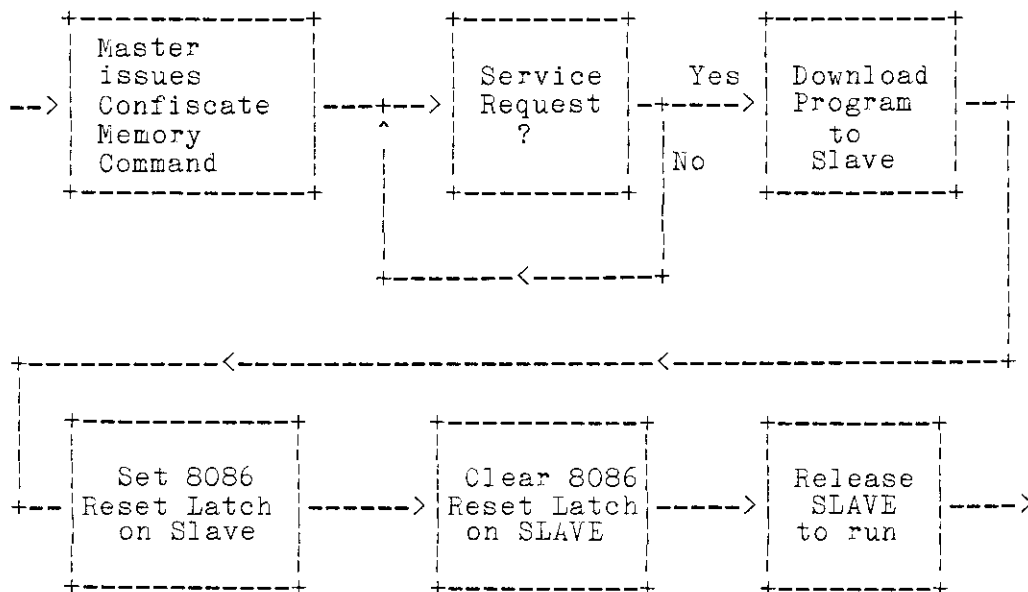 Master
issues
Confiscate
Memory
Command
Service
Request
?
Yes
No
Download
Program
to
Slave
Set 8086
Reset Latch
on Slave
Clear 8086
Reset Latch
on SLAVE
Release
SLAVE
to run